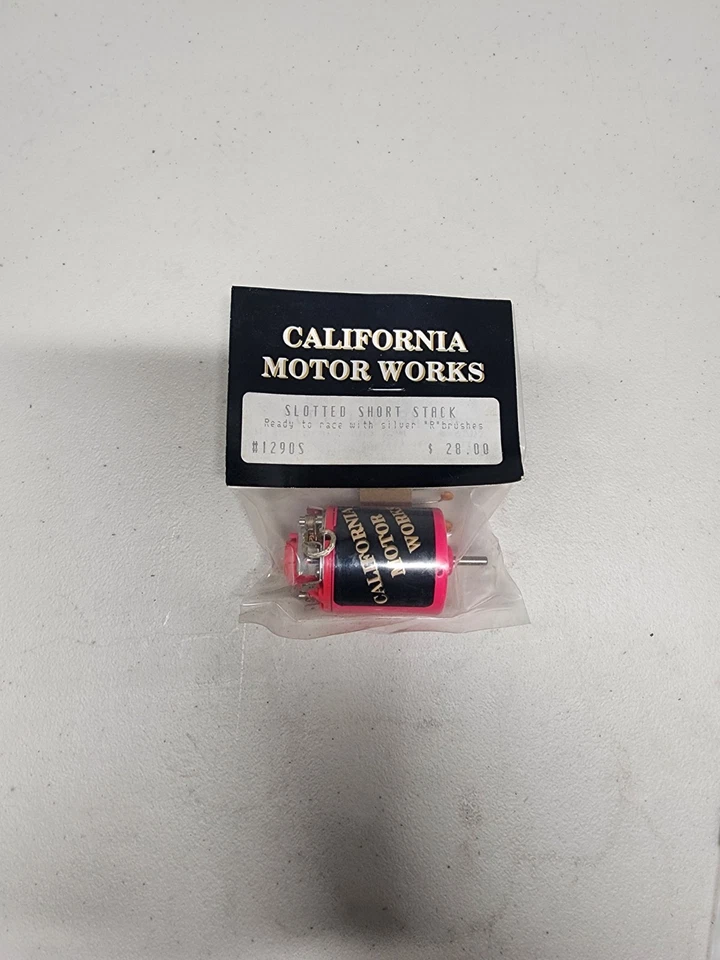 CALIFORNIA
MOTOR WORKS
SLOTTED SHORT STACK
Ready to race with silver "R"brushes
#1290S $ 28.00
CALIFORNIA
MOTOR
WORKS